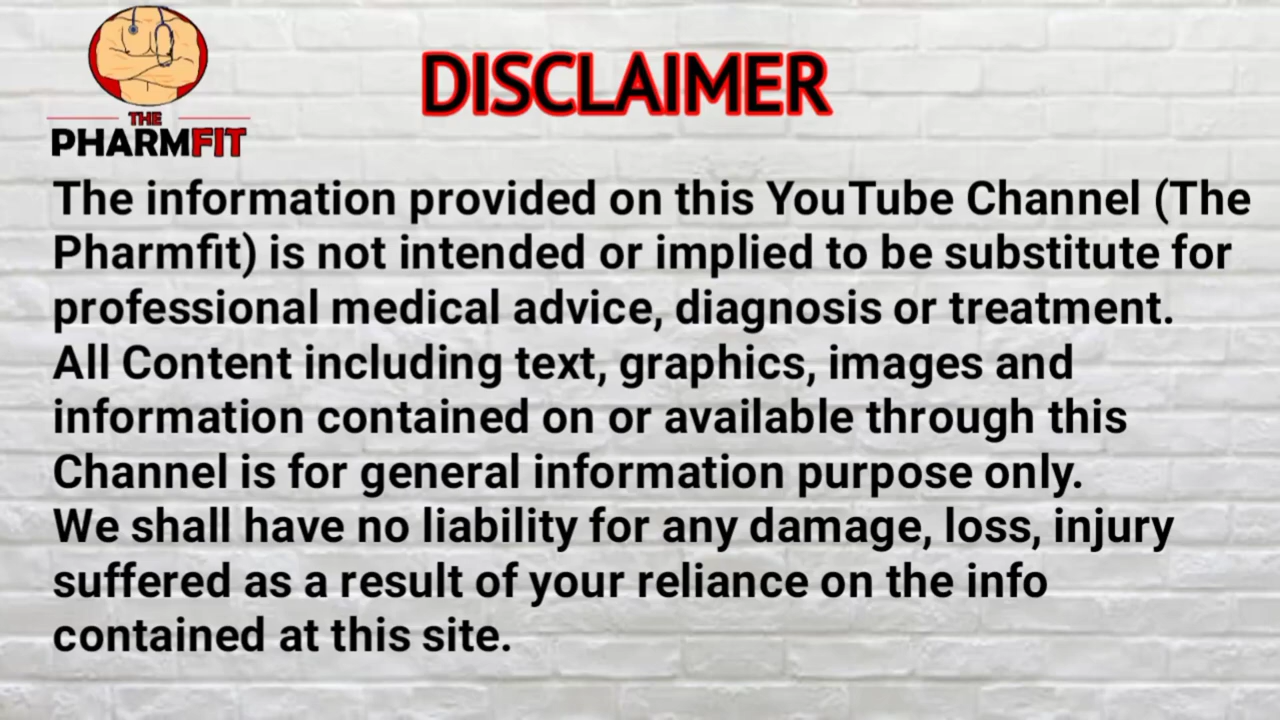 DISCLAIMER
THE
PHARMFIT
The information provided on this YouTube Channel (The
Pharmfit) is not intended or implied to be substitute for
professional medical advice, diagnosis or treatment.
All Content including text, graphics, images and
information contained on or available through this
Channel is for general information purpose only.
We shall have no liability for any damage, loss, injury
suffered as a result of your reliance on the info
contained at this site.